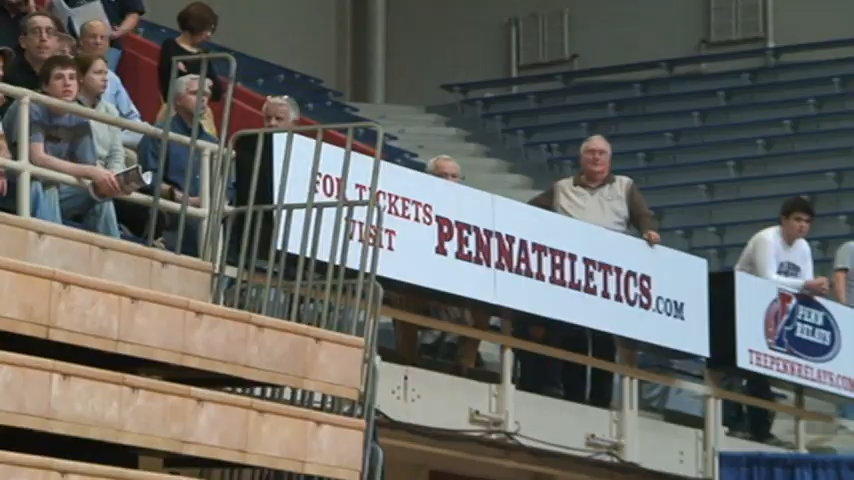 FOR TICKETS
VISIT
PENNATHLETICS.COM
PENN
RELAYS
THEPENNRELAYS.COM